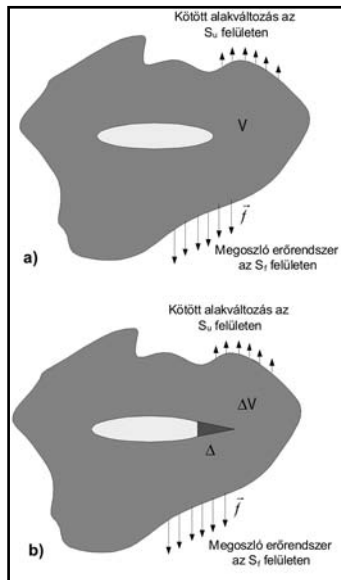 Kötött alakváltozás az
Su felületen
V
f
Megoszló erőrendszer
az Sf felületen
a)
Kötött alakváltozás az
Su felületen
ΔV
Δ
f
Megoszló erőrendszer
az Sf felületen
b)